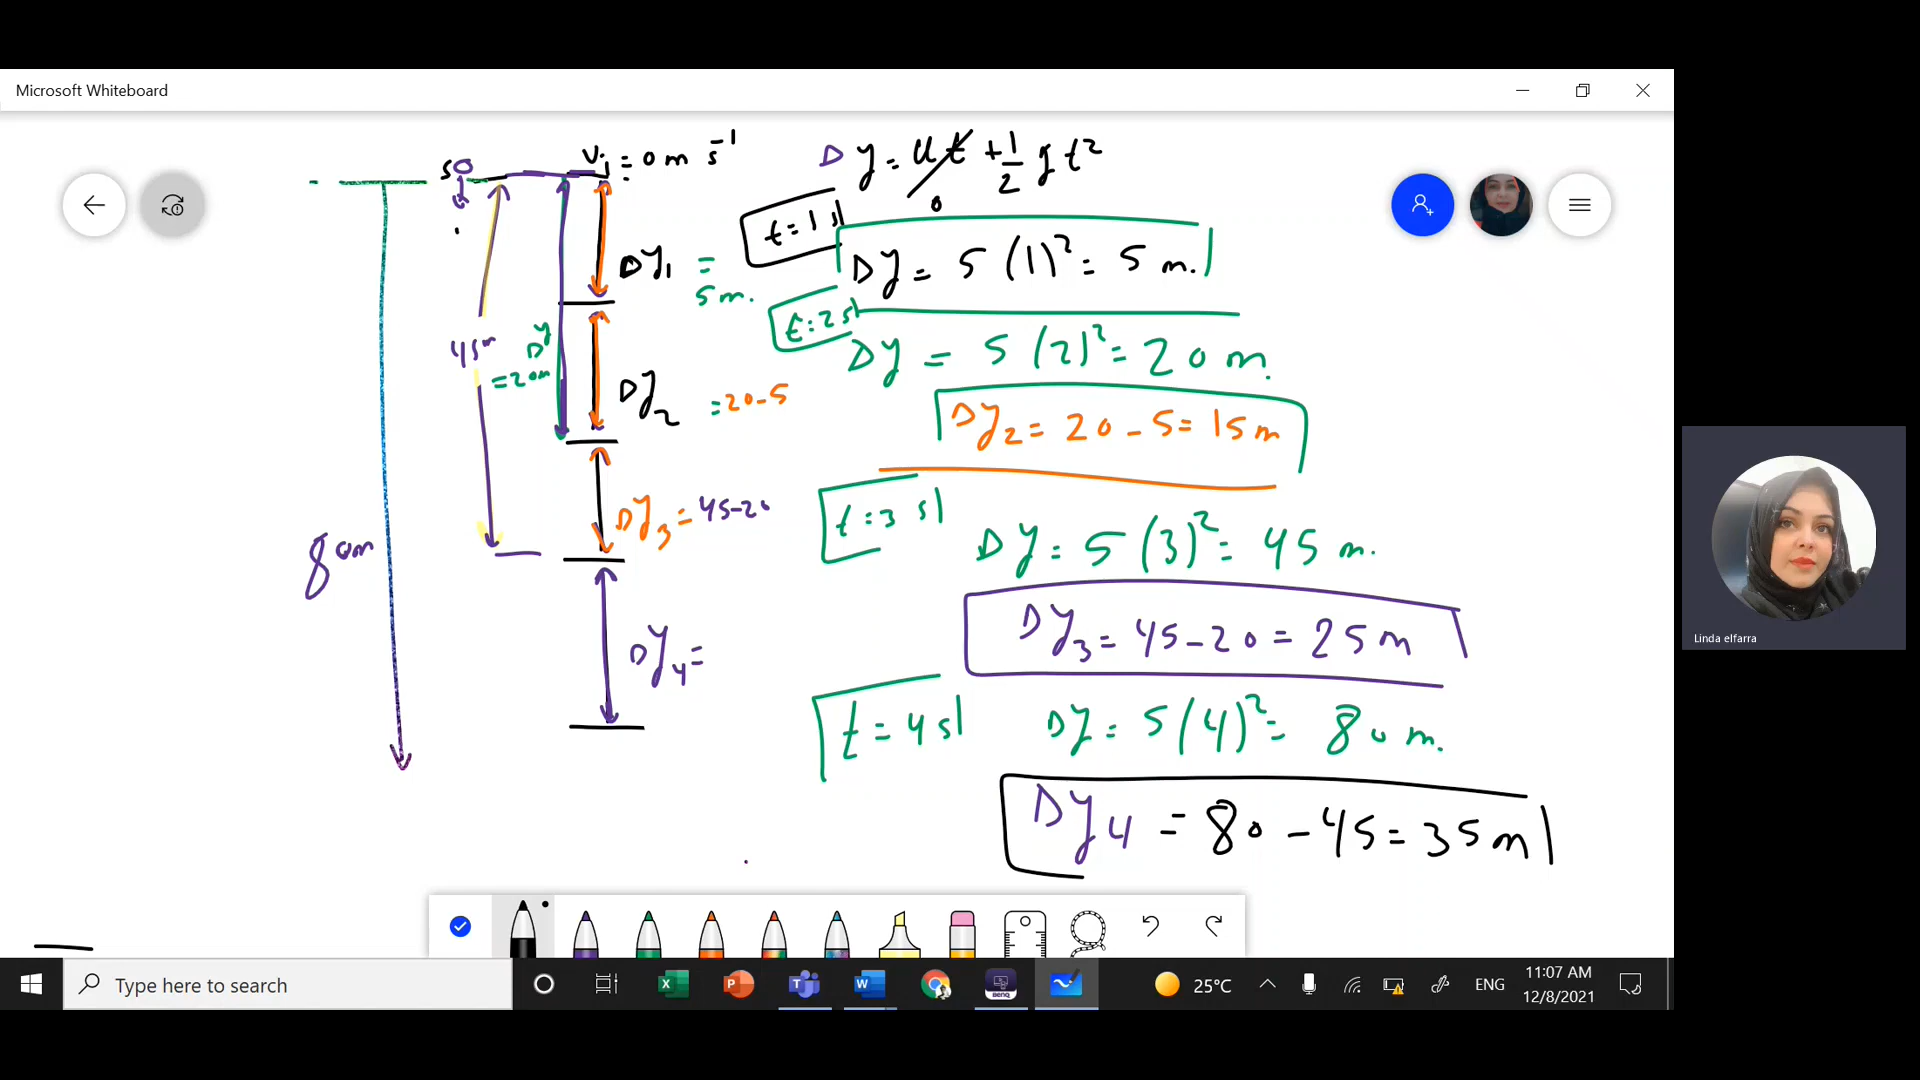 Microsoft Whiteboard
Vi = 0 m s⁻¹
Δy = ut + 1/2 g t²
0
t = 1 s
Δy = 5 (1)² = 5 m.
Δy₁ = 5 m.
t = 2 s
Δy = 5 (2)² = 20 m.
45m
Δy = 20m
Δy₂ = 20 - 5
Δy₂ = 20 - 5 = 15 m
t = 3 s
Δy₃ = 45 - 20
Δy = 5 (3)² = 45 m.
80m
Δy₃ = 45 - 20 = 25 m
Δy₄ =
t = 4 s
Δy = 5 (4)² = 80 m.
Δy₄ = 80 - 45 = 35 m
Linda elfarra
Type here to search
BENQ
25°C
ENG
11:07 AM
12/8/2021